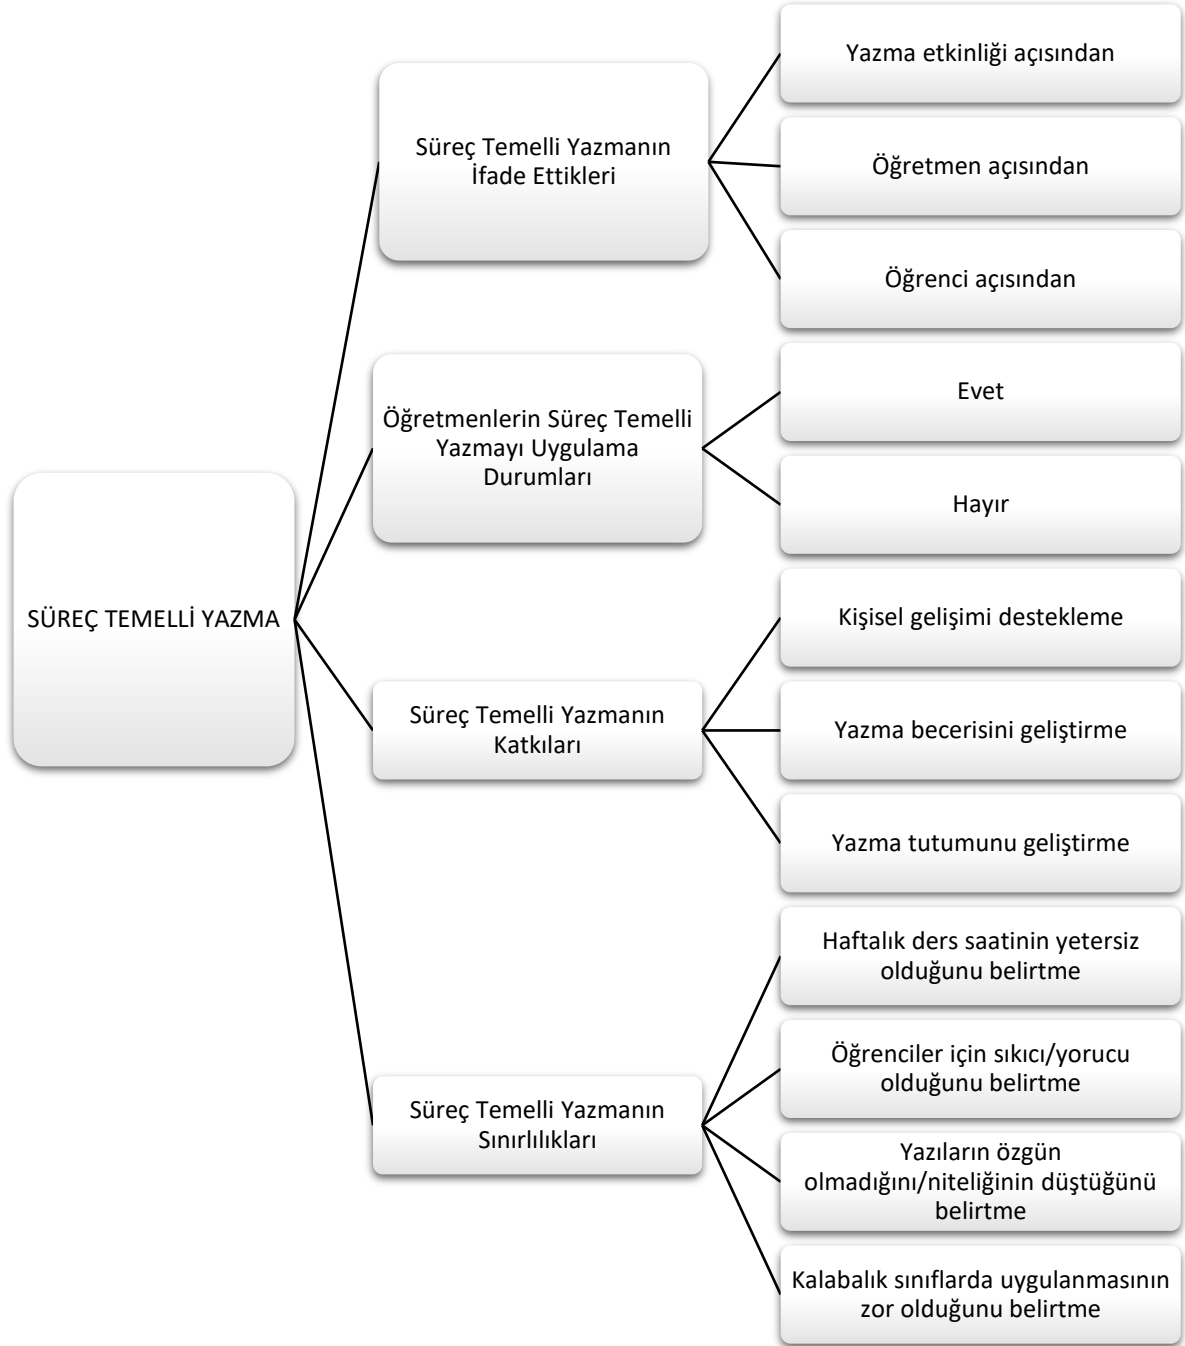 Yazma etkinliği açısından
Süreç Temelli Yazmanın
İfade Ettikleri
Öğretmen açısından
Öğrenci açısından
Evet
Öğretmenlerin Süreç Temelli
Yazmayı Uygulama
Durumları
Hayır
SÜREÇ TEMELLİ YAZMA
Kişisel gelişimi destekleme
Süreç Temelli Yazmanın
Katkıları
Yazma becerisini geliştirme
Yazma tutumunu geliştirme
Haftalık ders saatinin yetersiz
olduğunu belirtme
Öğrenciler için sıkıcı/yorucu
olduğunu belirtme
Süreç Temelli Yazmanın
Sınırlılıkları
Yazıların özgün
olmadığını/niteliğinin düştüğünü
belirtme
Kalabalık sınıflarda uygulanmasının
zor olduğunu belirtme